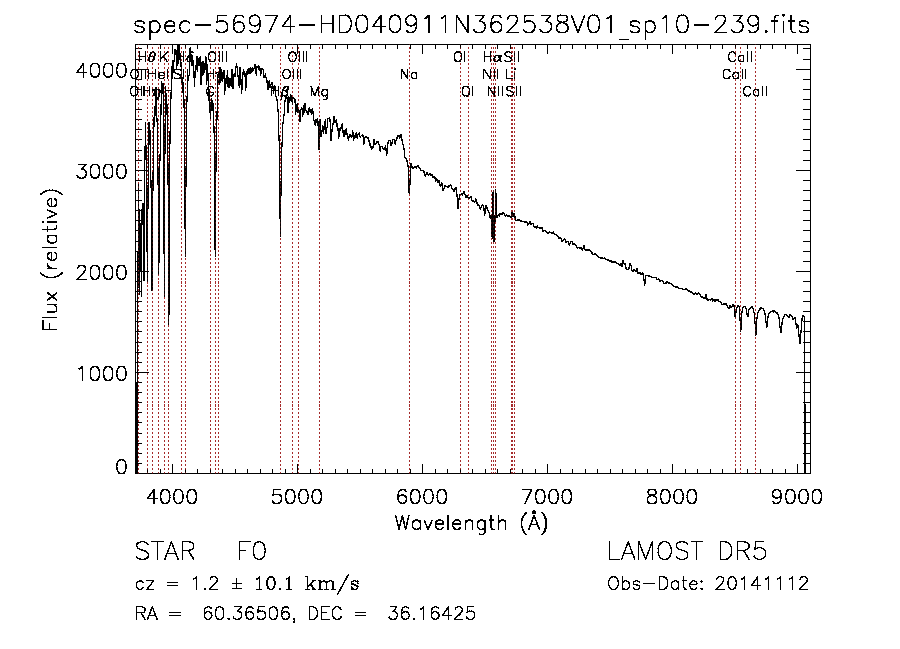 spec-56974-HD040911N362538V01_sp10-239.fits
Hθ K OIII OIII OI Hα SII CaII
Na NII L CaII
OIII Mg OI NII SII CaII
4000
3000
2000
1000
0
Flux (relative)
4000 5000 6000 7000 8000 9000
Wavelength (Å)
STAR F0 LAMOST DR5
cz = 1.2 ± 10.1 km/s Obs-Date: 20141112
RA = 60.36506, DEC = 36.16425